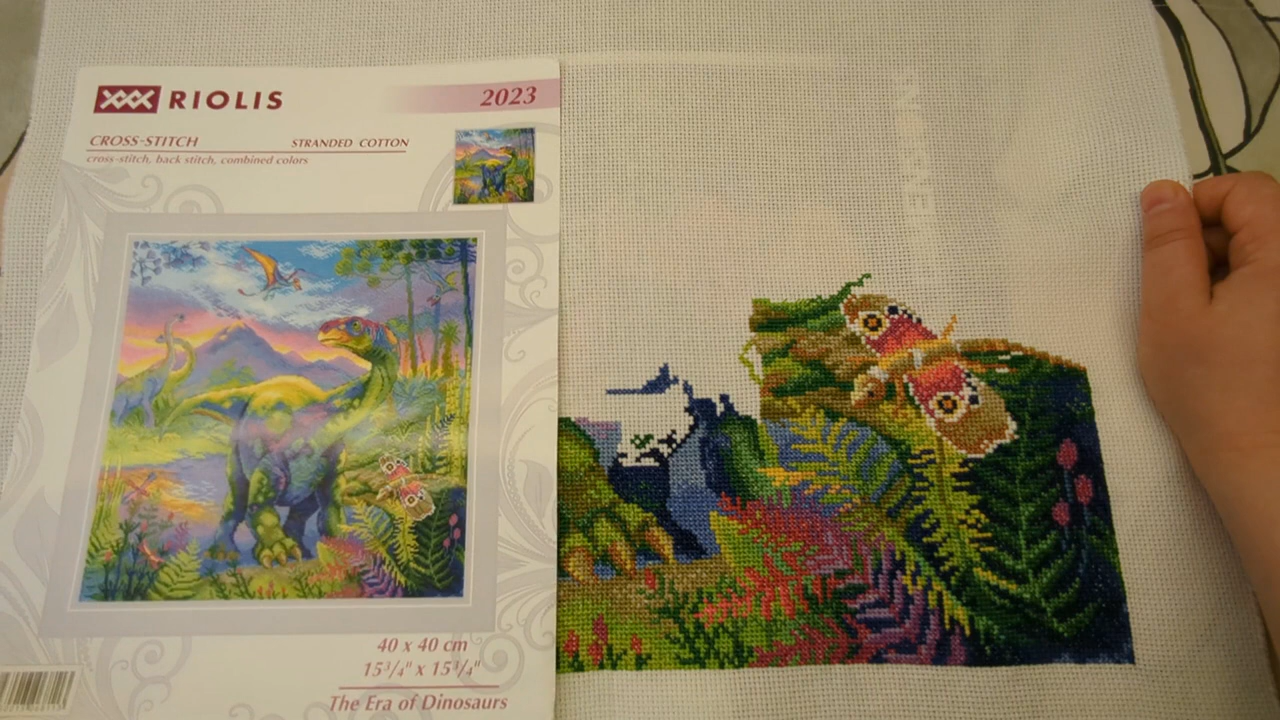 RIOLIS
2023
CROSS-STITCH
STRANDED COTTON
cross-stitch, back stitch, combined colors
40 x 40 cm
15³/₄" x 15³/₄"
The Era of Dinosaurs